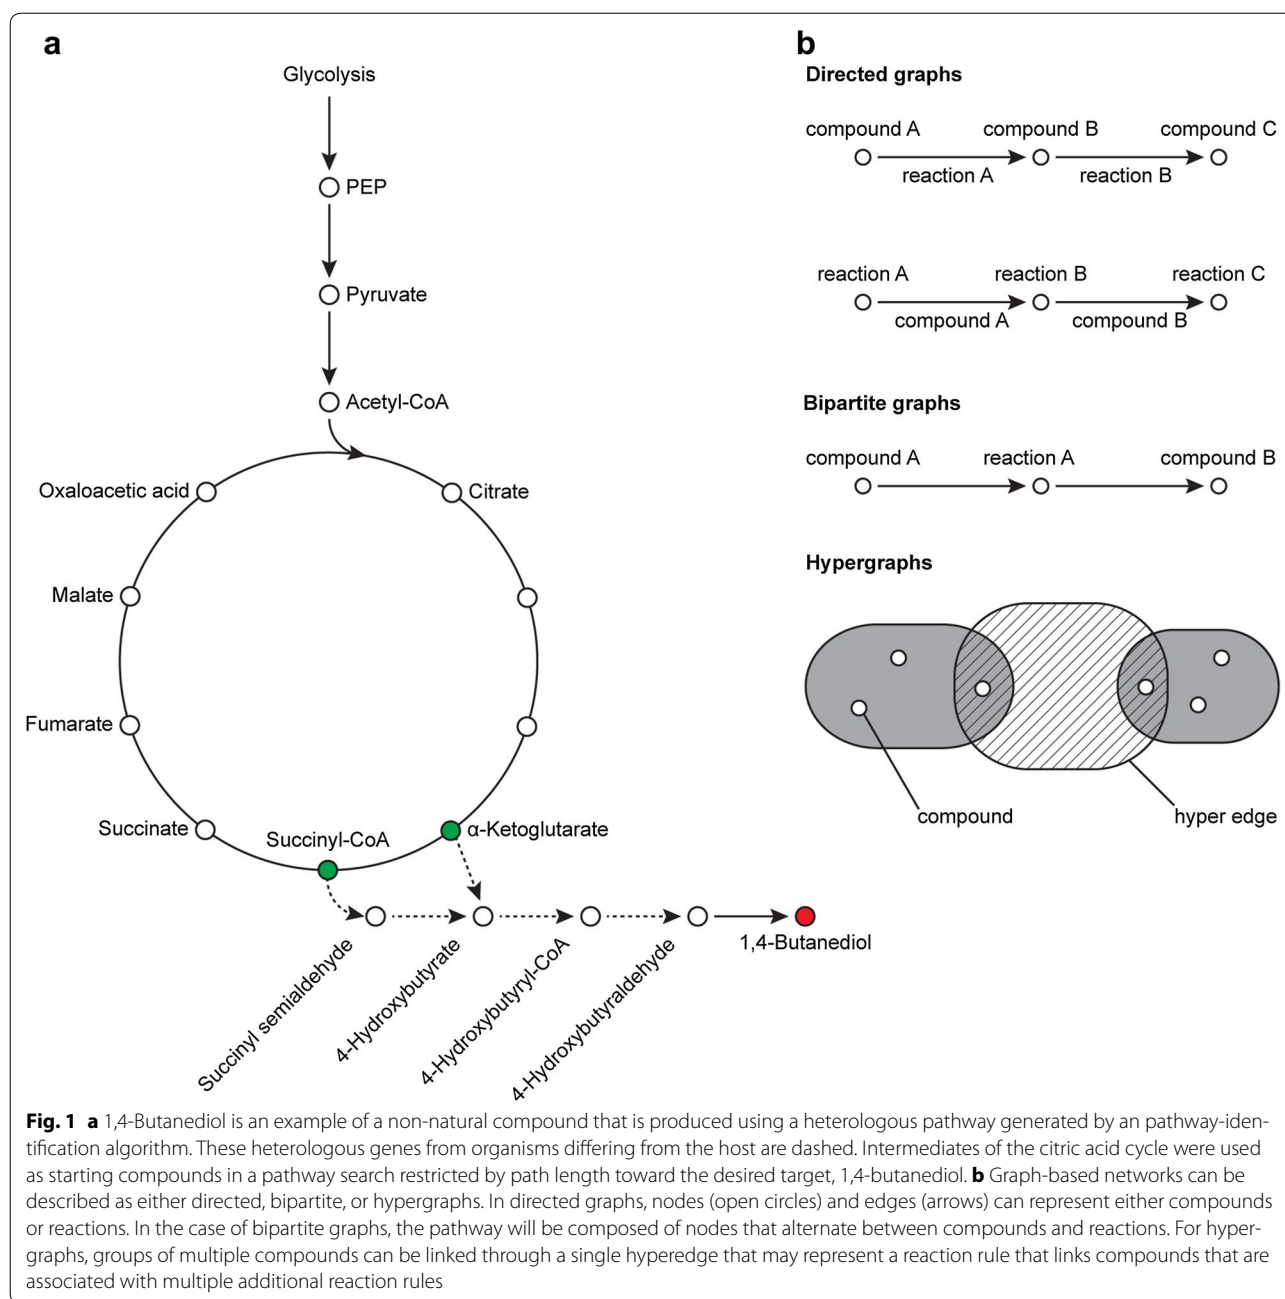 a
Glycolysis
PEP
Pyruvate
Acetyl-CoA
Oxaloacetic acid
Citrate
Malate
Fumarate
Succinate
Succinyl-CoA
α-Ketoglutarate
Succinyl semialdehyde
4-Hydroxybutyrate
4-Hydroxybutyryl-CoA
4-Hydroxybutyraldehyde
1,4-Butanediol
b
Directed graphs
compound A compound B compound C
reaction A reaction B
reaction A reaction B reaction C
compound A compound B
Bipartite graphs
compound A reaction A compound B
Hypergraphs
compound
hyper edge
Fig. 1 a 1,4-Butanediol is an example of a non-natural compound that is produced using a heterologous pathway generated by an pathway-iden-
tification algorithm. These heterologous genes from organisms differing from the host are dashed. Intermediates of the citric acid cycle were used
as starting compounds in a pathway search restricted by path length toward the desired target, 1,4-butanediol. b Graph-based networks can be
described as either directed, bipartite, or hypergraphs. In directed graphs, nodes (open circles) and edges (arrows) can represent either compounds
or reactions. In the case of bipartite graphs, the pathway will be composed of nodes that alternate between compounds and reactions. For hyper-
graphs, groups of multiple compounds can be linked through a single hyperedge that may represent a reaction rule that links compounds that are
associated with multiple additional reaction rules